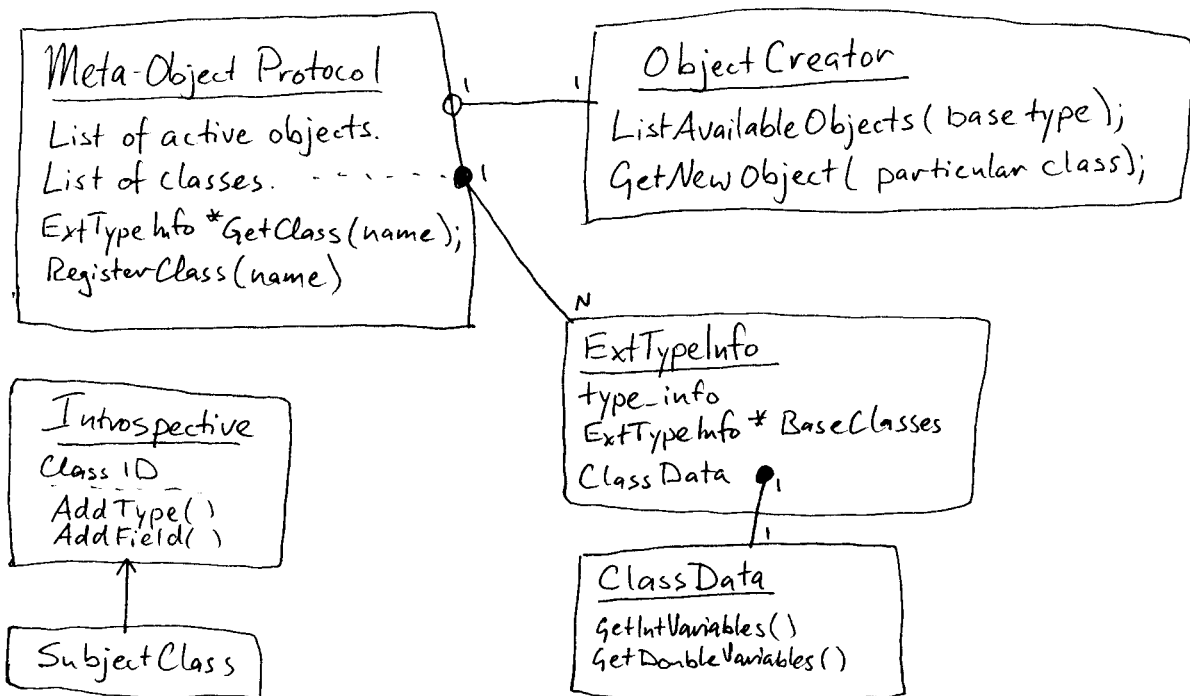 Meta-Object Protocol
List of active objects.
List of classes.
ExtTypeInfo *GetClass(name);
RegisterClass(name)
1
1
1
ObjectCreator
ListAvailableObjects( base type);
GetNewObject( particular class);
N
ExtTypeInfo
type_info
ExtTypeInfo * BaseClasses
ClassData
1
1
ClassData
GetIntVariables()
GetDoubleVariables()
Introspective
Class ID
AddType( )
AddField( )
SubjectClass